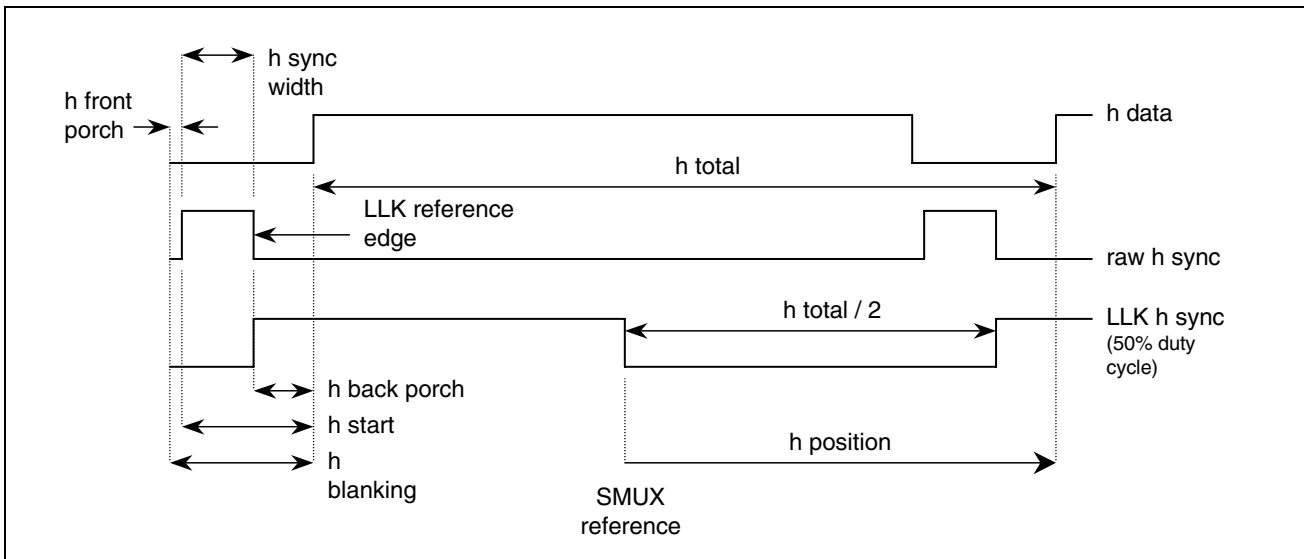 h sync
width
h front
porch
h data
h total
LLK reference
edge
raw h sync
h total / 2
LLK h sync
(50% duty
cycle)
h back porch
h start
h position
h
blanking
SMUX
reference